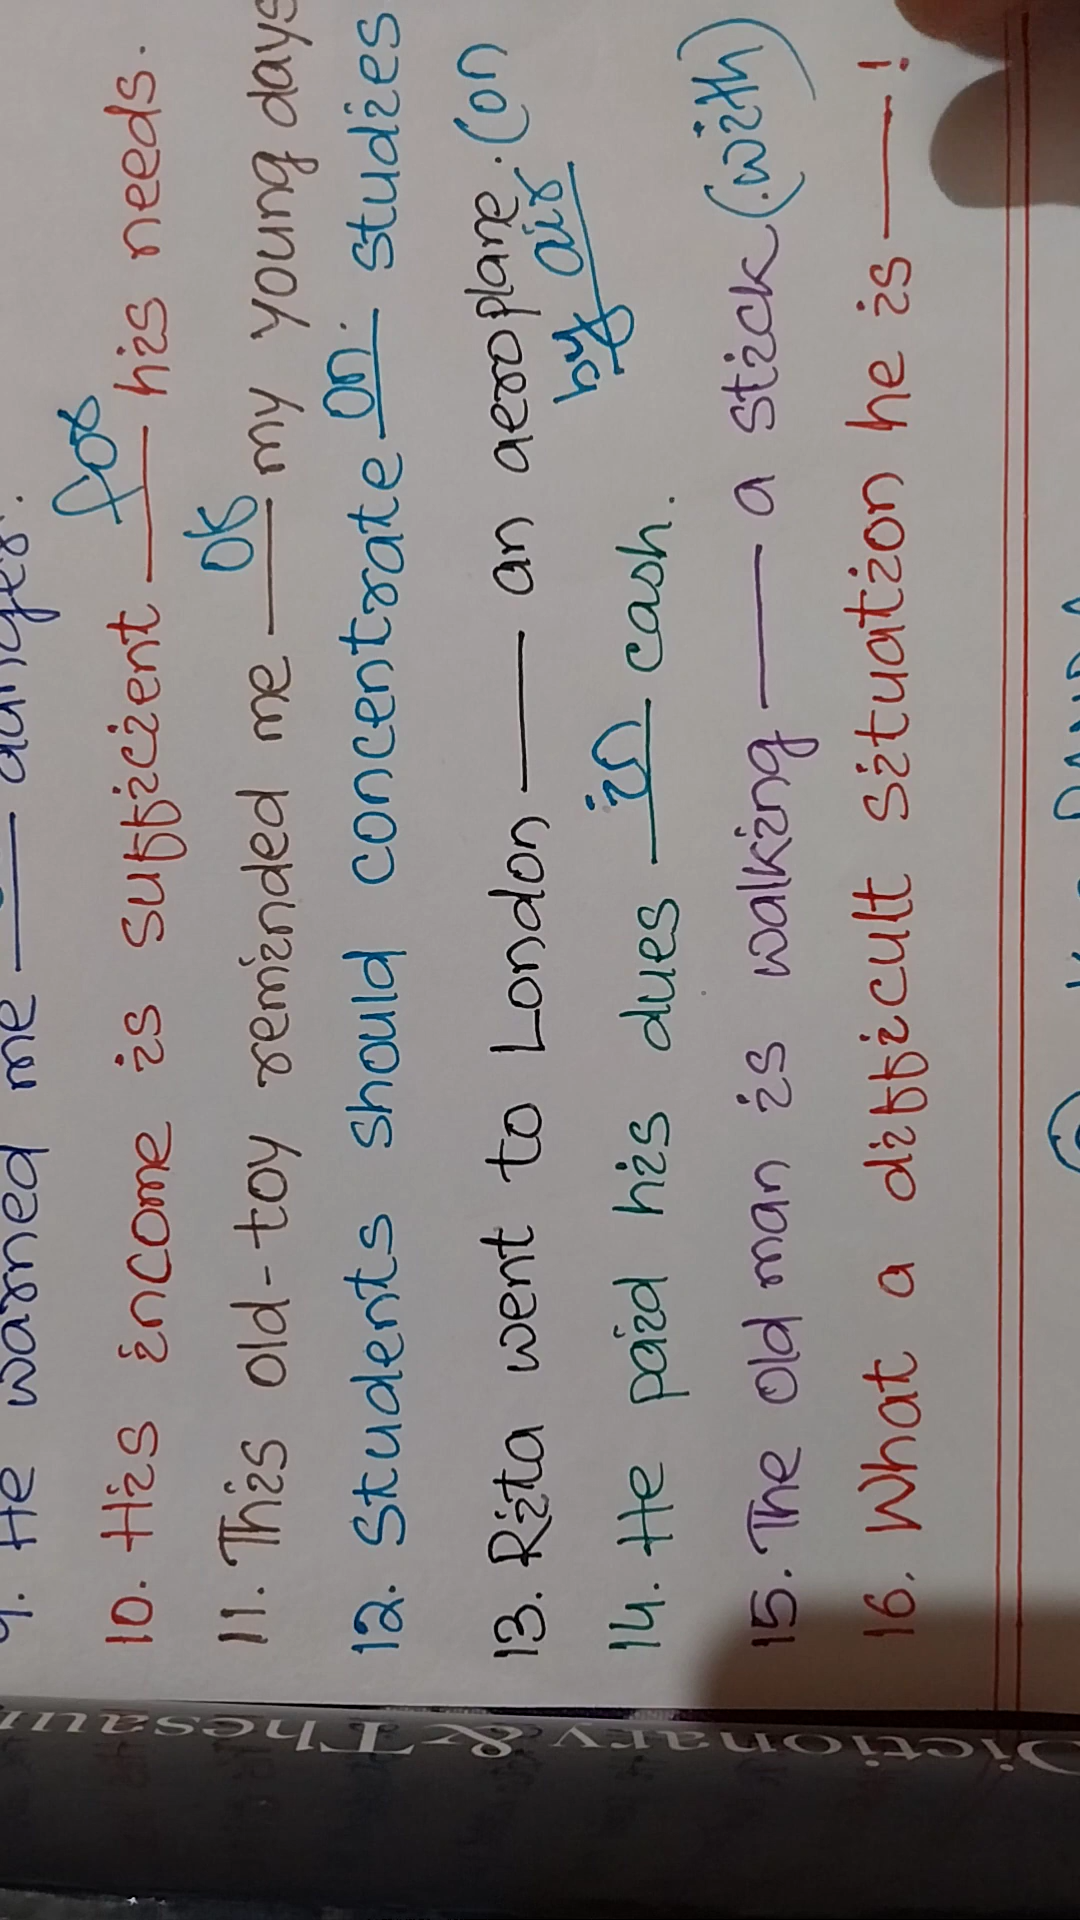 9. He warned me ___ danger.
for
10. His income is sufficient ___ his needs.
of
11. This old-toy reminded me ___ my young days
12. Students should concentrate on studies
13. Rita went to London ___ an aeroplane. (on
by air
14. He paid his dues in cash.
15. The old man is walking ___ a stick (with)
16. What a difficult situation he is ___!
Dictionary & Thesaur